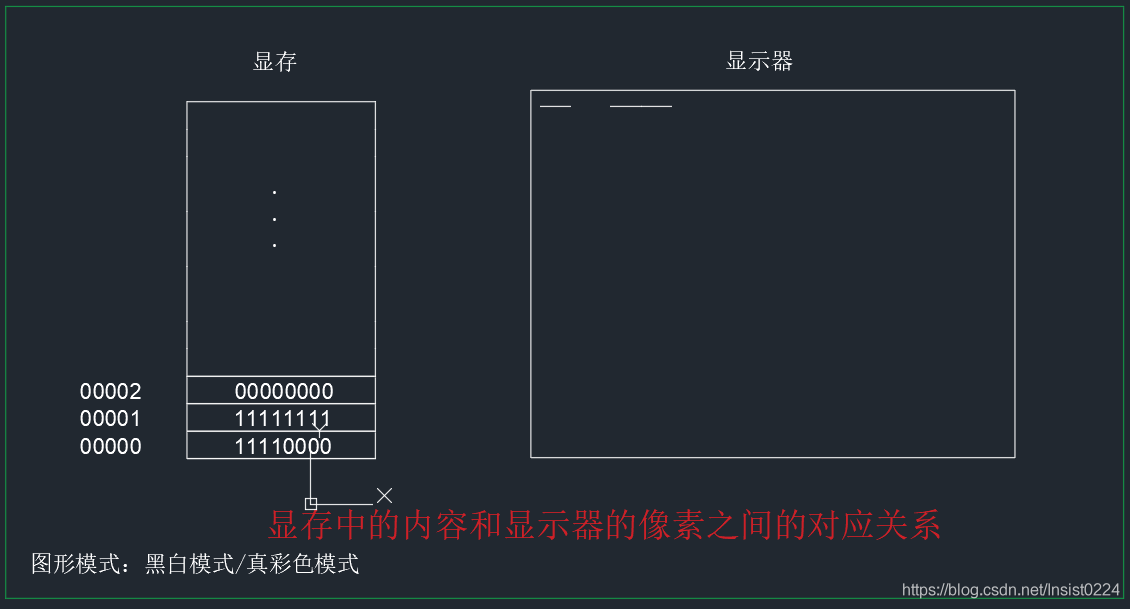 显存
显示器
00002 00000000
00001 11111111
00000 11110000
Y
X
显存中的内容和显示器的像素之间的对应关系
图形模式：黑白模式/真彩色模式
https://blog.csdn.net/Insist0224